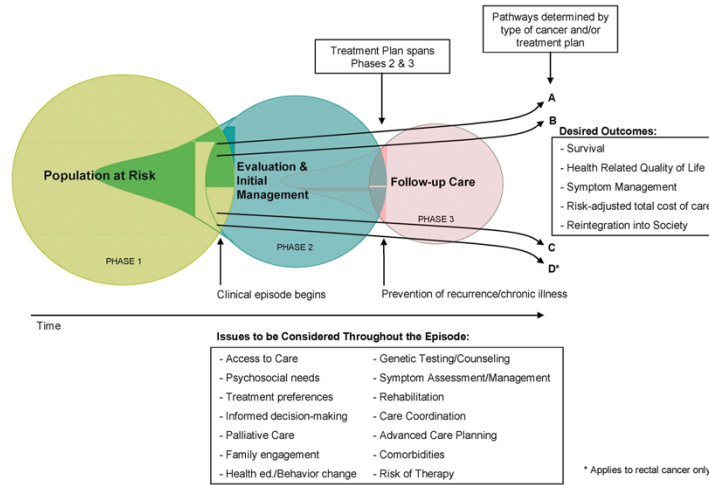 Pathways determined by
type of cancer and/or
treatment plan
Treatment Plan spans
Phases 2 & 3
A
B
Desired Outcomes:
- Survival
- Health Related Quality of Life
- Symptom Management
- Risk-adjusted total cost of care
- Reintegration into Society
Population at Risk
Evaluation &
Initial
Management
Follow-up Care
PHASE 1
PHASE 2
PHASE 3
C
D*
Clinical episode begins
Prevention of recurrence/chronic illness
Time
Issues to be Considered Throughout the Episode:
- Access to Care
- Psychosocial needs
- Treatment preferences
- Informed decision-making
- Palliative Care
- Family engagement
- Health ed./Behavior change
- Genetic Testing/Counseling
- Symptom Assessment/Management
- Rehabilitation
- Care Coordination
- Advanced Care Planning
- Comorbidities
- Risk of Therapy
* Applies to rectal cancer only